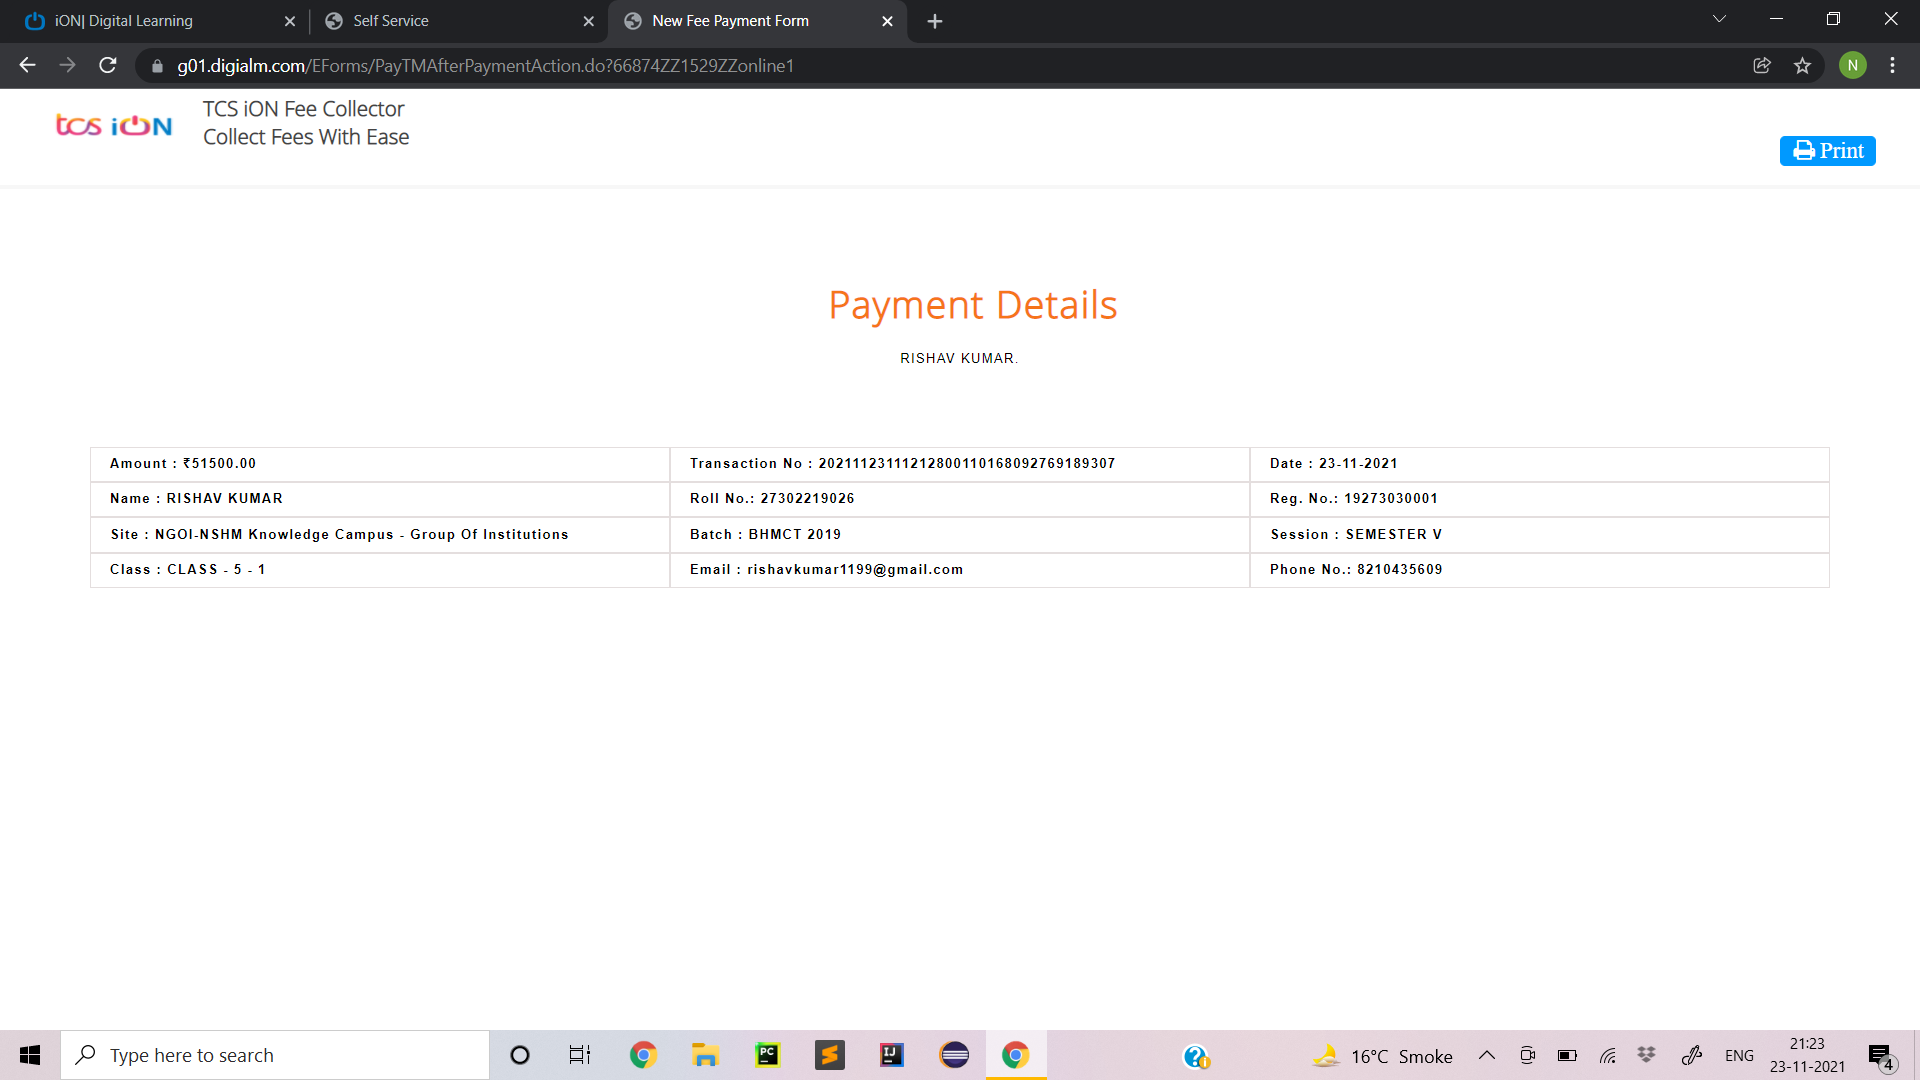 iON| Digital Learning
Self Service
New Fee Payment Form
g01.digialm.com/EForms/PayTMAfterPaymentAction.do?66874ZZ1529ZZonline1
N
tcs iON
TCS iON Fee Collector
Collect Fees With Ease
Print
Payment Details
RISHAV KUMAR.
Amount : ₹51500.00 Transaction No : 20211123111212800110168092769189307 Date : 23-11-2021
Name : RISHAV KUMAR Roll No.: 27302219026 Reg. No.: 19273030001
Site : NGOI-NSHM Knowledge Campus - Group Of Institutions Batch : BHMCT 2019 Session : SEMESTER V
Class : CLASS - 5 - 1 Email : rishavkumar1199@gmail.com Phone No.: 8210435609
Type here to search
PC
IJ
16°C Smoke
ENG
21:23
23-11-2021
4